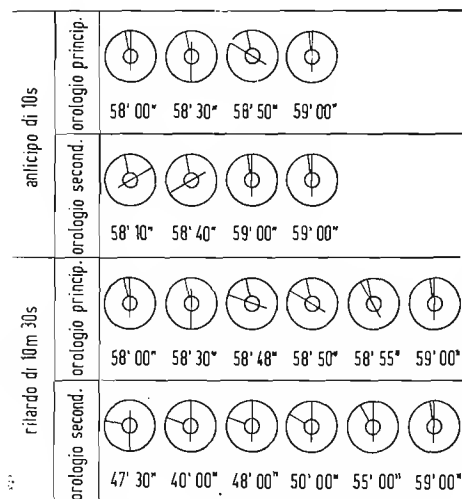 anticipo di 10s
orologio princip.
58' 00" 58' 30" 58' 50" 59' 00"
orologio second.
58' 10" 58' 40" 59' 00" 59' 00"
ritardo di 10m 30s
orologio princip.
58' 00" 58' 30" 58' 48" 58' 50" 58' 55" 59' 00"
orologio second.
47' 30" 40' 00" 48' 00" 50' 00" 55' 00" 59' 00"